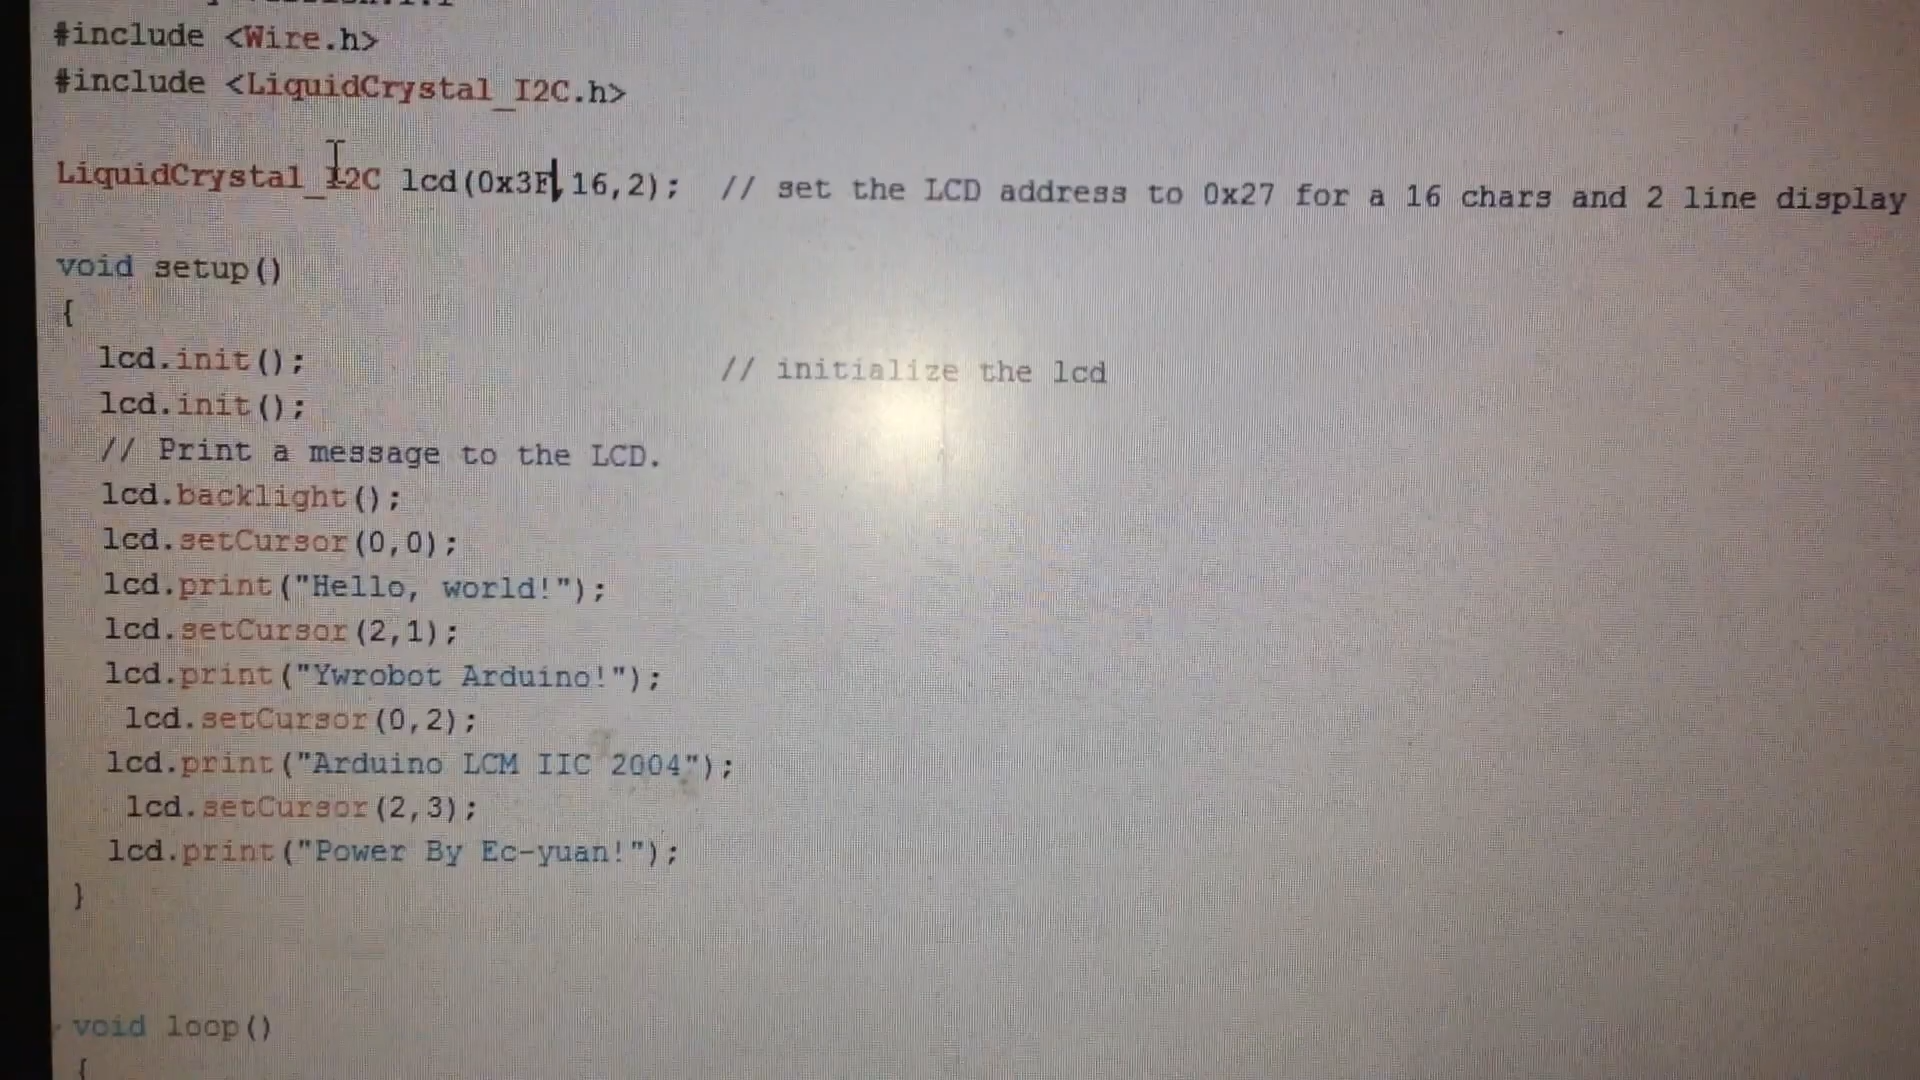 #include <Wire.h>
#include <LiquidCrystal_I2C.h>
LiquidCrystal_I2C lcd(0x3F,16,2);  // set the LCD address to 0x27 for a 16 chars and 2 line display
void setup()
{
lcd.init();                      // initialize the lcd
lcd.init();
// Print a message to the LCD.
lcd.backlight();
lcd.setCursor(0,0);
lcd.print("Hello, world!");
lcd.setCursor(2,1);
lcd.print("Ywrobot Arduino!");
lcd.setCursor(0,2);
lcd.print("Arduino LCM IIC 2004");
lcd.setCursor(2,3);
lcd.print("Power By Ec-yuan!");
}
void loop()
{